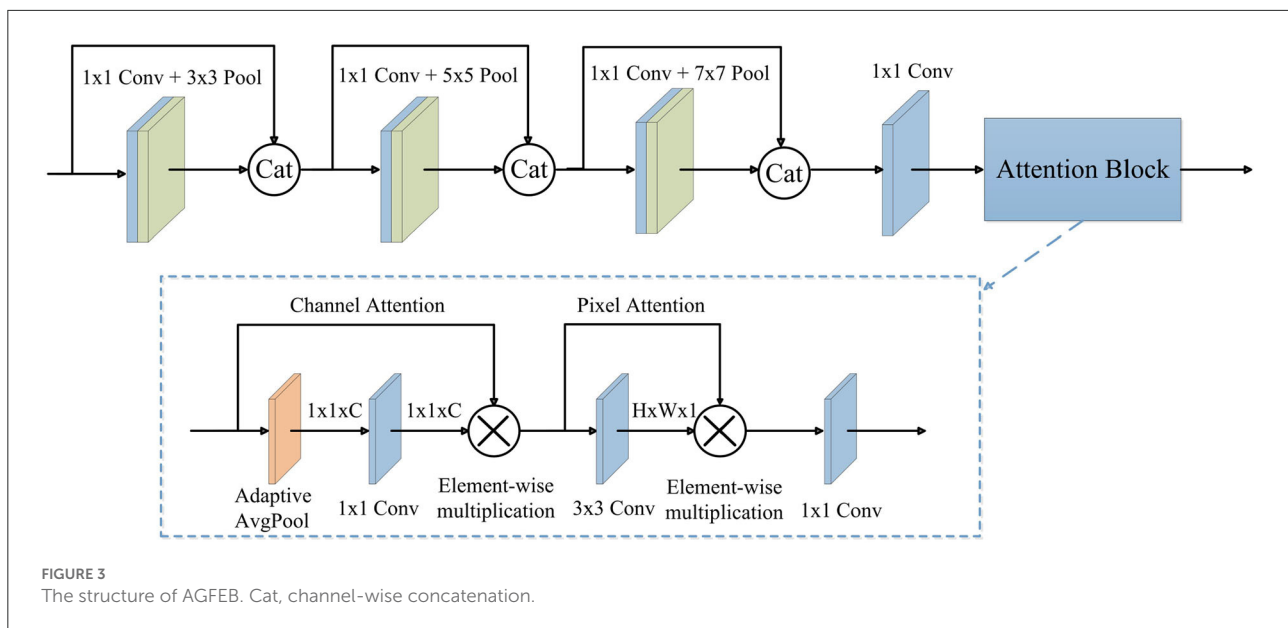 1x1 Conv + 3x3 Pool
1x1 Conv + 5x5 Pool
1x1 Conv + 7x7 Pool
1x1 Conv
Cat
Cat
Cat
Attention Block
Channel Attention
Pixel Attention
1x1xC
1x1xC
HxWx1
Adaptive
AvgPool
1x1 Conv
Element-wise
multiplication
3x3 Conv
Element-wise
multiplication
1x1 Conv
FIGURE 3
The structure of AGFEB. Cat, channel-wise concatenation.